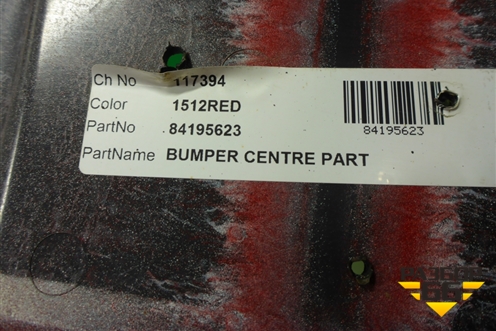 Ch No 117394
Color 1512RED
PartNo 84195623
84195623
PartName BUMPER CENTRE PART